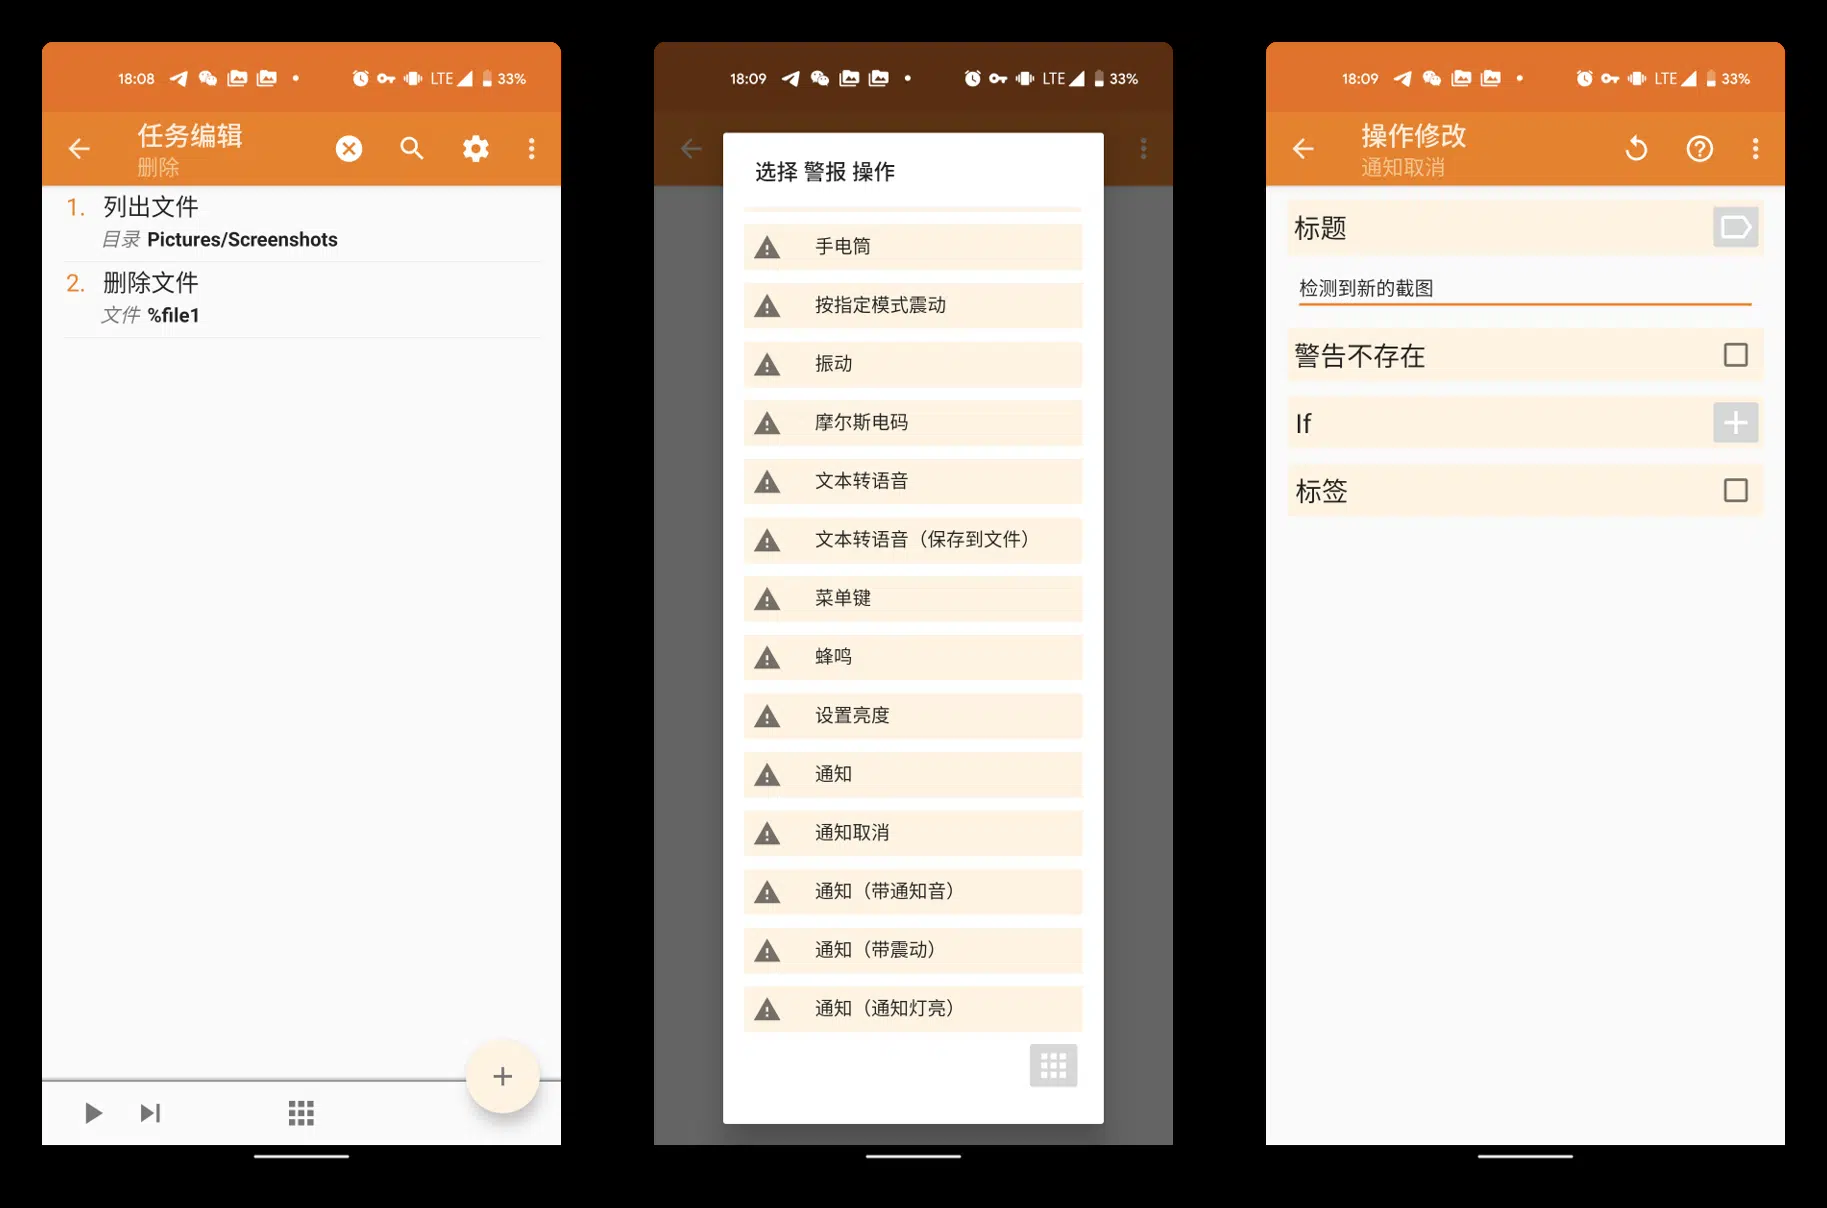 18:08
LTE
33%
任务编辑
删除
1. 列出文件
目录 Pictures/Screenshots
2. 删除文件
文件 %file1
18:09
LTE
33%
选择 警报 操作
手电筒
按指定模式震动
振动
摩尔斯电码
文本转语音
文本转语音（保存到文件）
菜单键
蜂鸣
设置亮度
通知
通知取消
通知（带通知音）
通知（带震动）
通知（通知灯亮）
18:09
LTE
33%
操作修改
通知取消
标题
检测到新的截图
警告不存在
If
标签